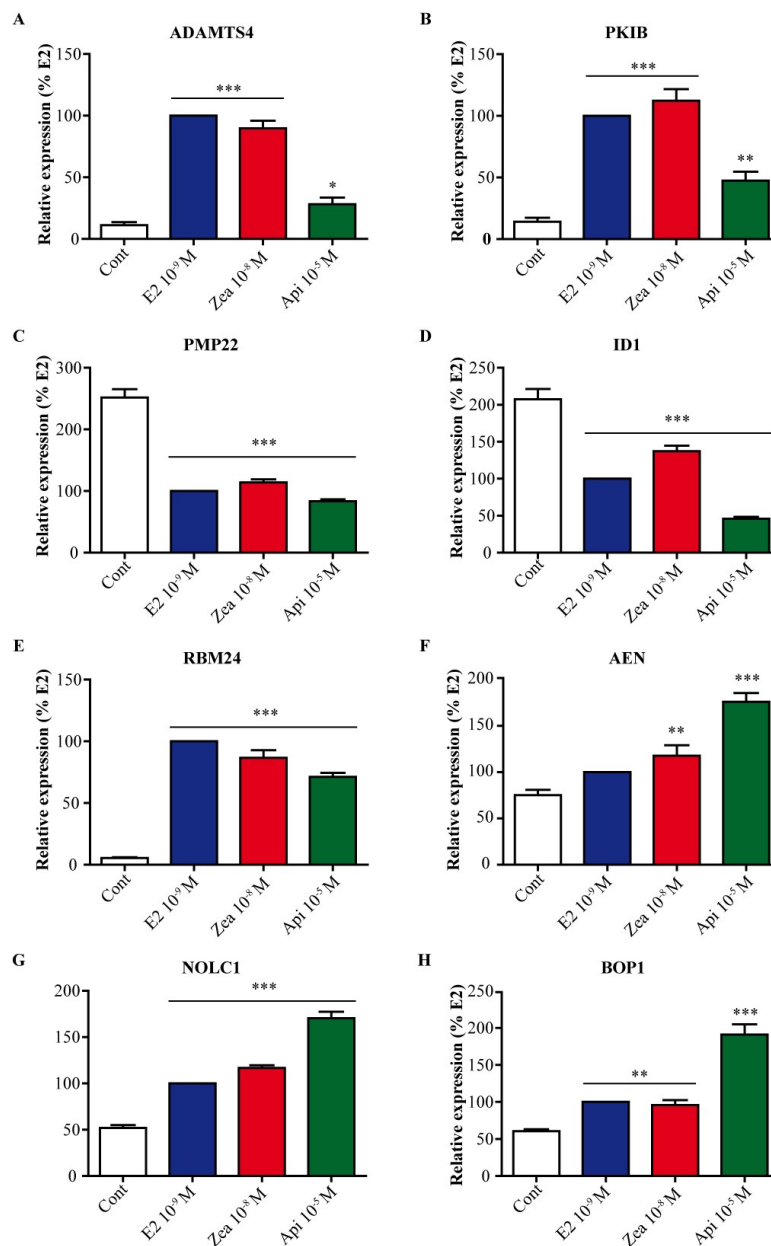 A
ADAMTS4
Relative expression (% E2)
150
100
50
0
***
*
Cont
E2 10⁻⁹ M
Zea 10⁻⁸ M
Api 10⁻⁵ M
B
PKIB
Relative expression (% E2)
150
100
50
0
***
**
Cont
E2 10⁻⁹ M
Zea 10⁻⁸ M
Api 10⁻⁵ M
C
PMP22
Relative expression (% E2)
300
200
100
0
***
Cont
E2 10⁻⁹ M
Zea 10⁻⁸ M
Api 10⁻⁵ M
D
ID1
Relative expression (% E2)
250
200
150
100
50
0
***
Cont
E2 10⁻⁹ M
Zea 10⁻⁸ M
Api 10⁻⁵ M
E
RBM24
Relative expression (% E2)
150
100
50
0
***
Cont
E2 10⁻⁹ M
Zea 10⁻⁸ M
Api 10⁻⁵ M
F
AEN
Relative expression (% E2)
200
150
100
50
0
**
***
Cont
E2 10⁻⁹ M
Zea 10⁻⁸ M
Api 10⁻⁵ M
G
NOLC1
Relative expression (% E2)
200
150
100
50
0
***
Cont
E2 10⁻⁹ M
Zea 10⁻⁸ M
Api 10⁻⁵ M
H
BOP1
Relative expression (% E2)
250
200
150
100
50
0
**
***
Cont
E2 10⁻⁹ M
Zea 10⁻⁸ M
Api 10⁻⁵ M